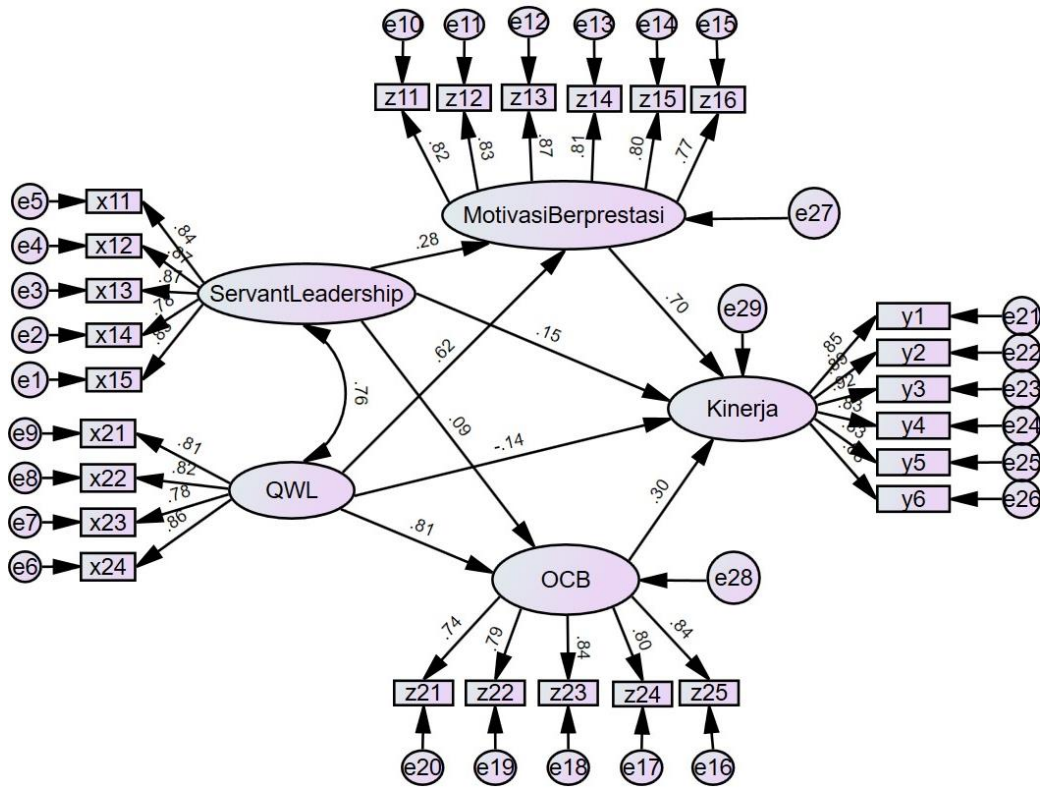 e10 e11 e12 e13 e14 e15
z11 z12 z13 z14 z15 z16
.82 .83 .87 .81 .80 .77
MotivasiBerprestasi
e27
e5 x11
e4 x12
e3 x13
e2 x14
e1 x15
.84
.87
.78
ServantLeadership
.28
.15
.09
.76
.62
.70
e29
Kinerja
.85
.92
.83
y1 e21
y2 e22
y3 e23
y4 e24
y5 e25
y6 e26
e9 x21
e8 x22
e7 x23
e6 x24
.81
.82
.78
.86
QWL
-.14
.81
.30
OCB
e28
.74 .79 .84 .80 .84
z21 z22 z23 z24 z25
e20 e19 e18 e17 e16